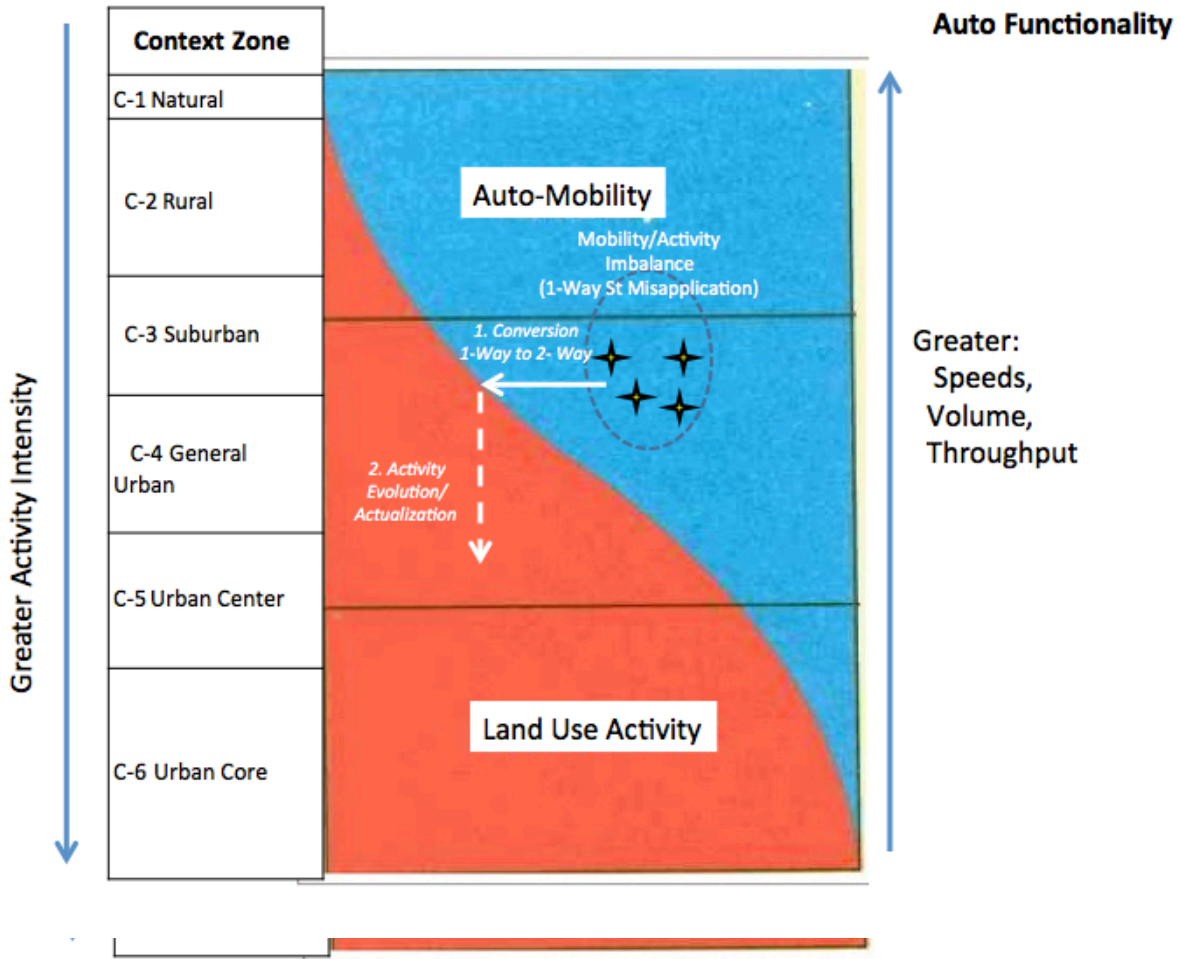 Context Zone
Auto Functionality
C-1 Natural
C-2 Rural
Auto-Mobility
Mobility/Activity
Imbalance
(1-Way St Misapplication)
C-3 Suburban
1. Conversion
1-Way to 2- Way
Greater:
Speeds,
Volume,
Throughput
Greater Activity Intensity
C-4 General
Urban
2. Activity
Evolution/
Actualization
C-5 Urban Center
Land Use Activity
C-6 Urban Core